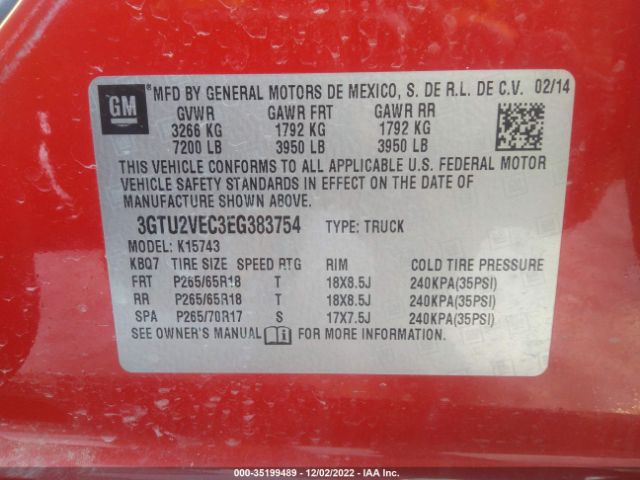 GM ® MFD BY GENERAL MOTORS DE MEXICO, S. DE R.L. DE C.V. 02/14
GVWR GAWR FRT GAWR RR
3266 KG 1792 KG 1792 KG
7200 LB 3950 LB 3950 LB
THIS VEHICLE CONFORMS TO ALL APPLICABLE U.S. FEDERAL MOTOR
VEHICLE SAFETY STANDARDS IN EFFECT ON THE DATE OF
MANUFACTURE SHOWN ABOVE.
3GTU2VEC3EG383754 TYPE: TRUCK
MODEL: K15743
KBQ7 TIRE SIZE SPEED RTG RIM COLD TIRE PRESSURE
FRT P265/65R18 T 18X8.5J 240KPA(35PSI)
RR P265/65R18 T 18X8.5J 240KPA(35PSI)
SPA P265/70R17 S 17X7.5J 240KPA(35PSI)
SEE OWNER'S MANUAL i FOR MORE INFORMATION.
000-35199489 - 12/02/2022 - IAA Inc.